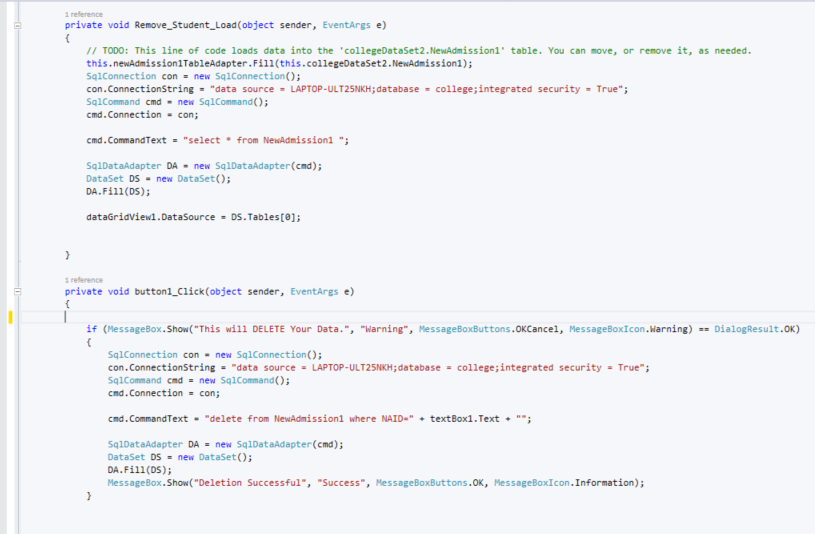 1 reference
private void Remove_Student_Load(object sender, EventArgs e)
{
// TODO: This line of code loads data into the 'collegeDataSet2.NewAdmission1' table. You can move, or remove it, as needed.
this.newAdmission1TableAdapter.Fill(this.collegeDataSet2.NewAdmission1);
SqlConnection con = new SqlConnection();
con.ConnectionString = "data source = LAPTOP-ULT25NKH;database = college;integrated security = True";
SqlCommand cmd = new SqlCommand();
cmd.Connection = con;
cmd.CommandText = "select * from NewAdmission1 ";
SqlDataAdapter DA = new SqlDataAdapter(cmd);
DataSet DS = new DataSet();
DA.Fill(DS);
dataGridView1.DataSource = DS.Tables[0];
}
1 reference
private void button1_Click(object sender, EventArgs e)
{
if (MessageBox.Show("This will DELETE Your Data.", "Warning", MessageBoxButtons.OKCancel, MessageBoxIcon.Warning) == DialogResult.OK)
{
SqlConnection con = new SqlConnection();
con.ConnectionString = "data source = LAPTOP-ULT25NKH;database = college;integrated security = True";
SqlCommand cmd = new SqlCommand();
cmd.Connection = con;
cmd.CommandText = "delete from NewAdmission1 where NAID=" + textBox1.Text + "";
SqlDataAdapter DA = new SqlDataAdapter(cmd);
DataSet DS = new DataSet();
DA.Fill(DS);
MessageBox.Show("Deletion Successful", "Success", MessageBoxButtons.OK, MessageBoxIcon.Information);
}